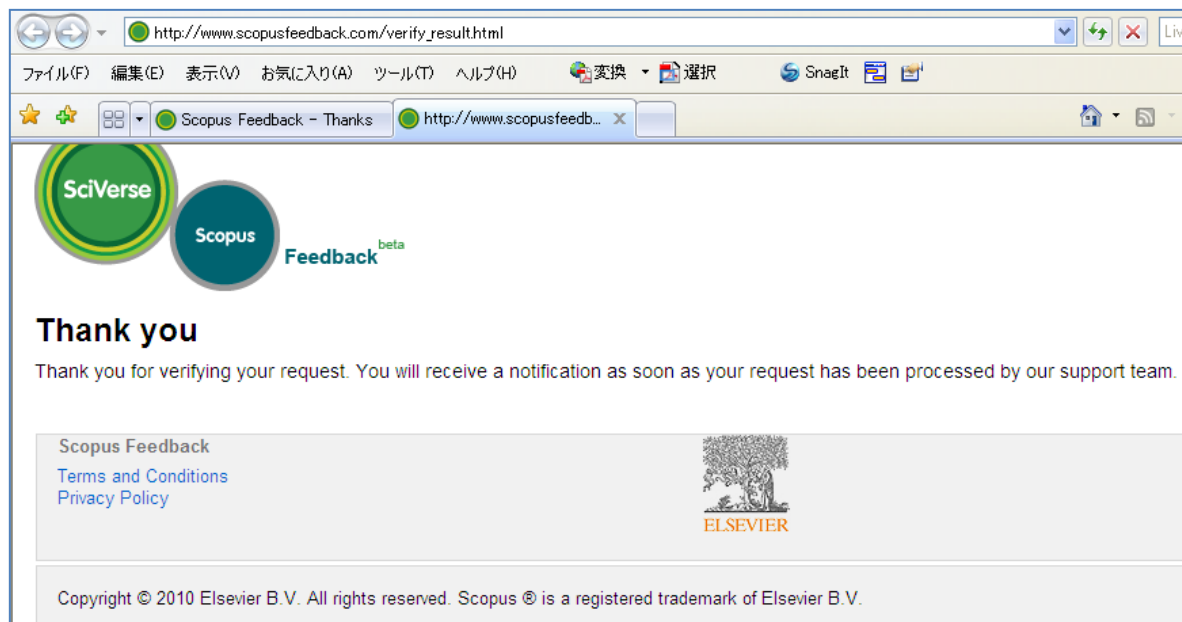 http://www.scopusfeedback.com/verify_result.html Liv
ファイル(F) 編集(E) 表示(V) お気に入り(A) ツール(T) ヘルプ(H) 変換 選択 SnagIt
Scopus Feedback - Thanks http://www.scopusfeedb...
SciVerse
Scopus
Feedback beta
Thank you
Thank you for verifying your request. You will receive a notification as soon as your request has been processed by our support team.
Scopus Feedback
Terms and Conditions
Privacy Policy
ELSEVIER
Copyright © 2010 Elsevier B.V. All rights reserved. Scopus ® is a registered trademark of Elsevier B.V.